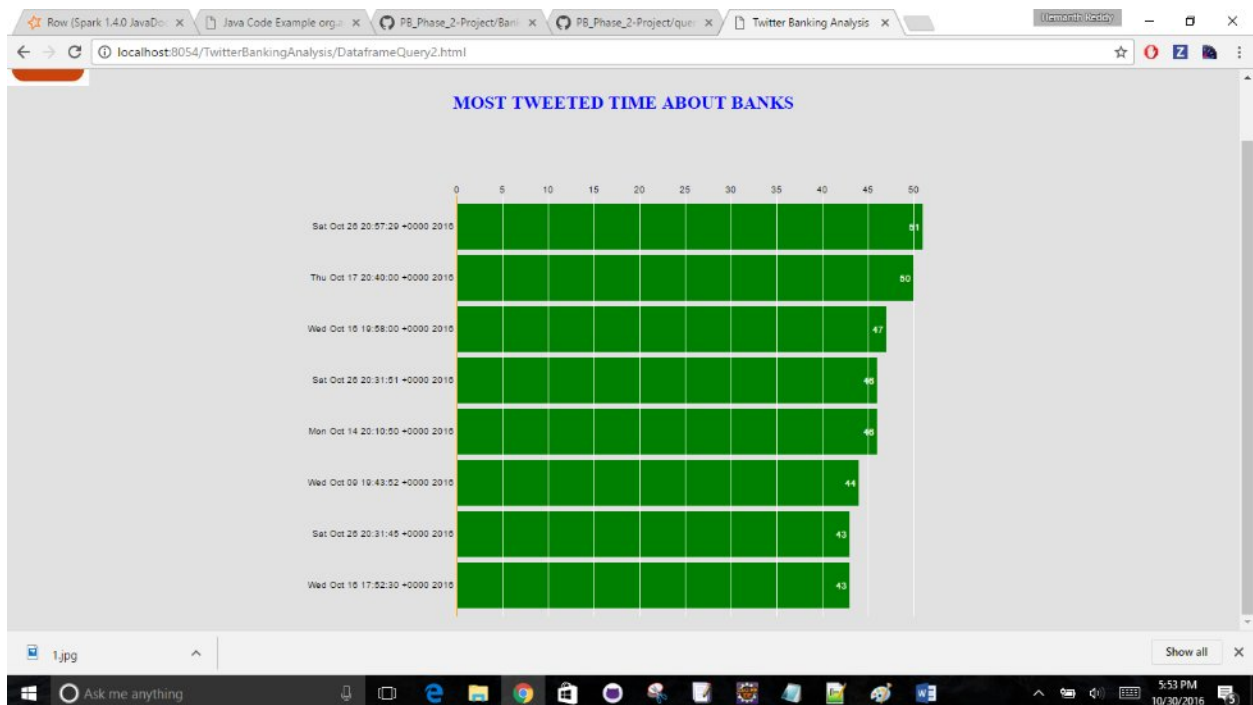 Row (Spark 1.4.0 JavaDo
Java Code Example org.a
PB_Phase_2-Project/Bank
PB_Phase_2-Project/quer
Twitter Banking Analysis
Hemanth Reddy
localhost:8054/TwitterBankingAnalysis/DataframeQuery2.html
MOST TWEETED TIME ABOUT BANKS
0 5 10 15 20 25 30 35 40 45 50
Sat Oct 26 20:57:29 +0000 2016 51
Thu Oct 17 20:40:00 +0000 2016 50
Wed Oct 16 19:58:00 +0000 2016 47
Sat Oct 26 20:31:51 +0000 2016 46
Mon Oct 14 20:10:50 +0000 2016 46
Wed Oct 09 19:43:52 +0000 2016 44
Sat Oct 26 20:31:45 +0000 2016 43
Wed Oct 16 17:52:30 +0000 2016 43
1.jpg
Show all
Ask me anything
5:53 PM
10/30/2016